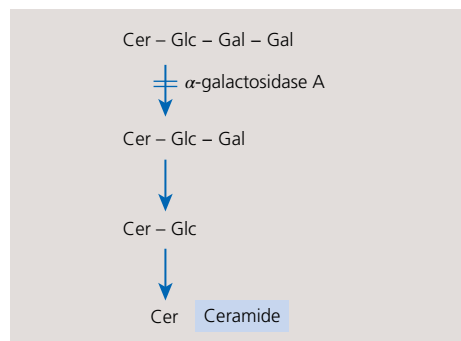 Cer – Glc – Gal – Gal
α-galactosidase A
Cer – Glc – Gal
Cer – Glc
Cer Ceramide